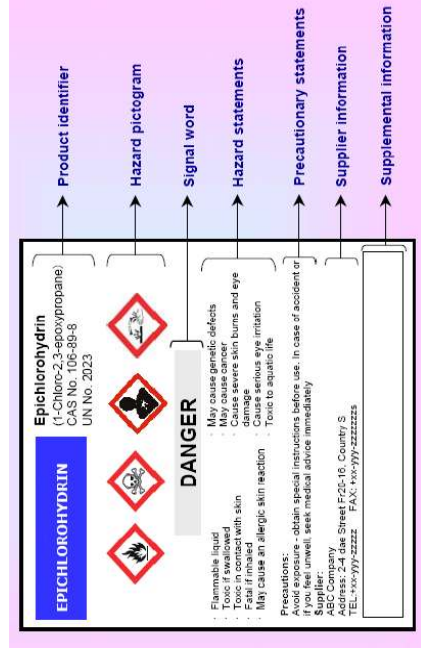 EPICHLOROHYDRIN
Epichlorohydrin
(1-Chloro-2,3-epoxypropane)
CAS No. 106-89-8
UN No. 2023
DANGER
· Flammable liquid
· Toxic if swallowed
· Toxic in contact with skin
· Fatal if inhaled
· May cause an allergic skin reaction
· May cause genetic defects
· May cause cancer
· Cause severe skin burns and eye
damage
· Cause serious eye irritation
· Toxic to aquatic life
Precautions:
Avoid exposure - obtain special instructions before use. In case of accident or
if you feel unwell, seek medical advice immediately
Supplier:
ABC Company
Address: 2-4 dae Street Fr20-16, Country S
TEL:+xx-yyy-zzzzz FAX: +xx-yyy-zzzzzzzs
Product identifier
Hazard pictogram
Signal word
Hazard statements
Precautionary statements
Supplier information
Supplemental information